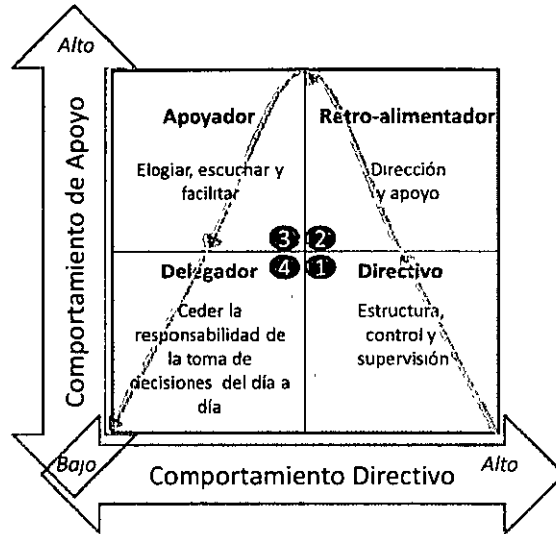 Alto
Comportamiento de Apoyo
Apoyador
Elogiar, escuchar y
facilitar
Retro-alimentador
Dirección
y apoyo
3 2
4 1
Delegador
Ceder la
responsabilidad de
la toma de
decisiones del día a
día
Directivo
Estructura,
control y
supervisión
Bajo
Comportamiento Directivo
Alto